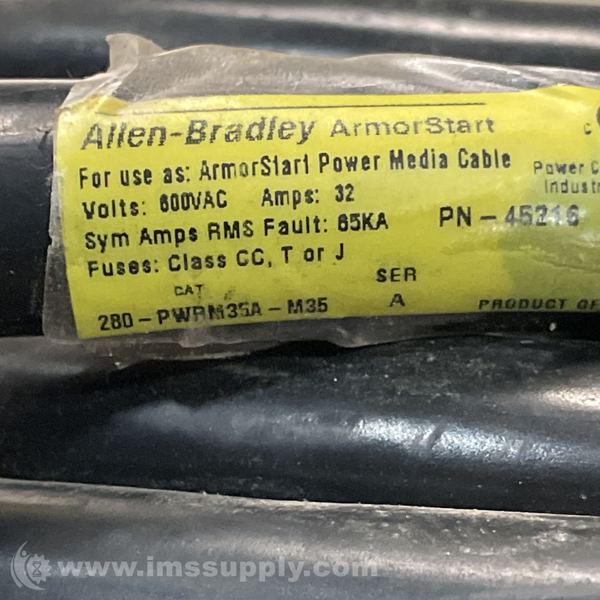 Allen-Bradley ArmorStart
For use as: ArmorStart Power Media Cable
Volts: 600VAC Amps: 32
Sym Amps RMS Fault: 65KA
Fuses: Class CC, T or J
CAT SER
280-PWRM35A-M35 A
C
Power C
Industr
PN-45216
PRODUCT OF
www.imssupply.com